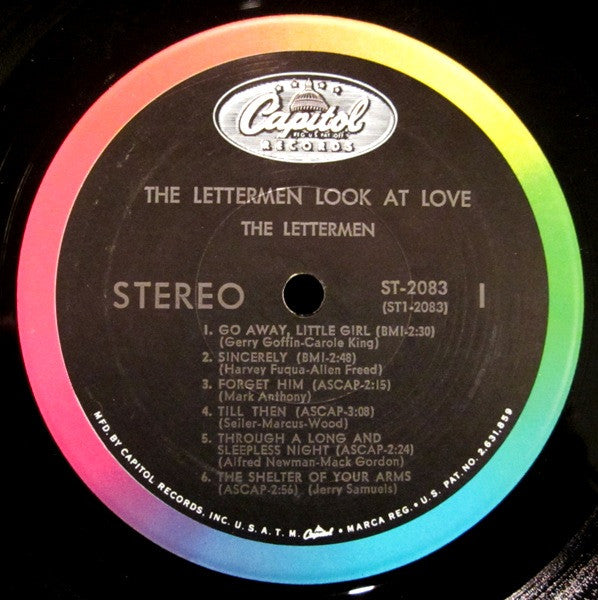 Capitol
REG. U.S. PAT. OFF.
RECORDS
THE LETTERMEN LOOK AT LOVE
THE LETTERMEN
STEREO
ST-2083
(ST1-2083)
1
1. GO AWAY, LITTLE GIRL (BMI-2:30)
(Gerry Goffin-Carole King)
2. SINCERELY (BMI-2:48)
(Harvey Fuqua-Allen Freed)
3. FORGET HIM (ASCAP-2:15)
(Mark Anthony)
4. TILL THEN (ASCAP-3:08)
(Seiler-Marcus-Wood)
5. THROUGH A LONG AND
SLEEPLESS NIGHT (ASCAP-2:24)
(Alfred Newman-Mack Gordon)
6. THE SHELTER OF YOUR ARMS
(ASCAP-2:56) (Jerry Samuels)
MFD. BY CAPITOL RECORDS, INC. U. S. A. T. M. Capitol • MARCA REG. • U. S. PAT. NO. 2,631,859